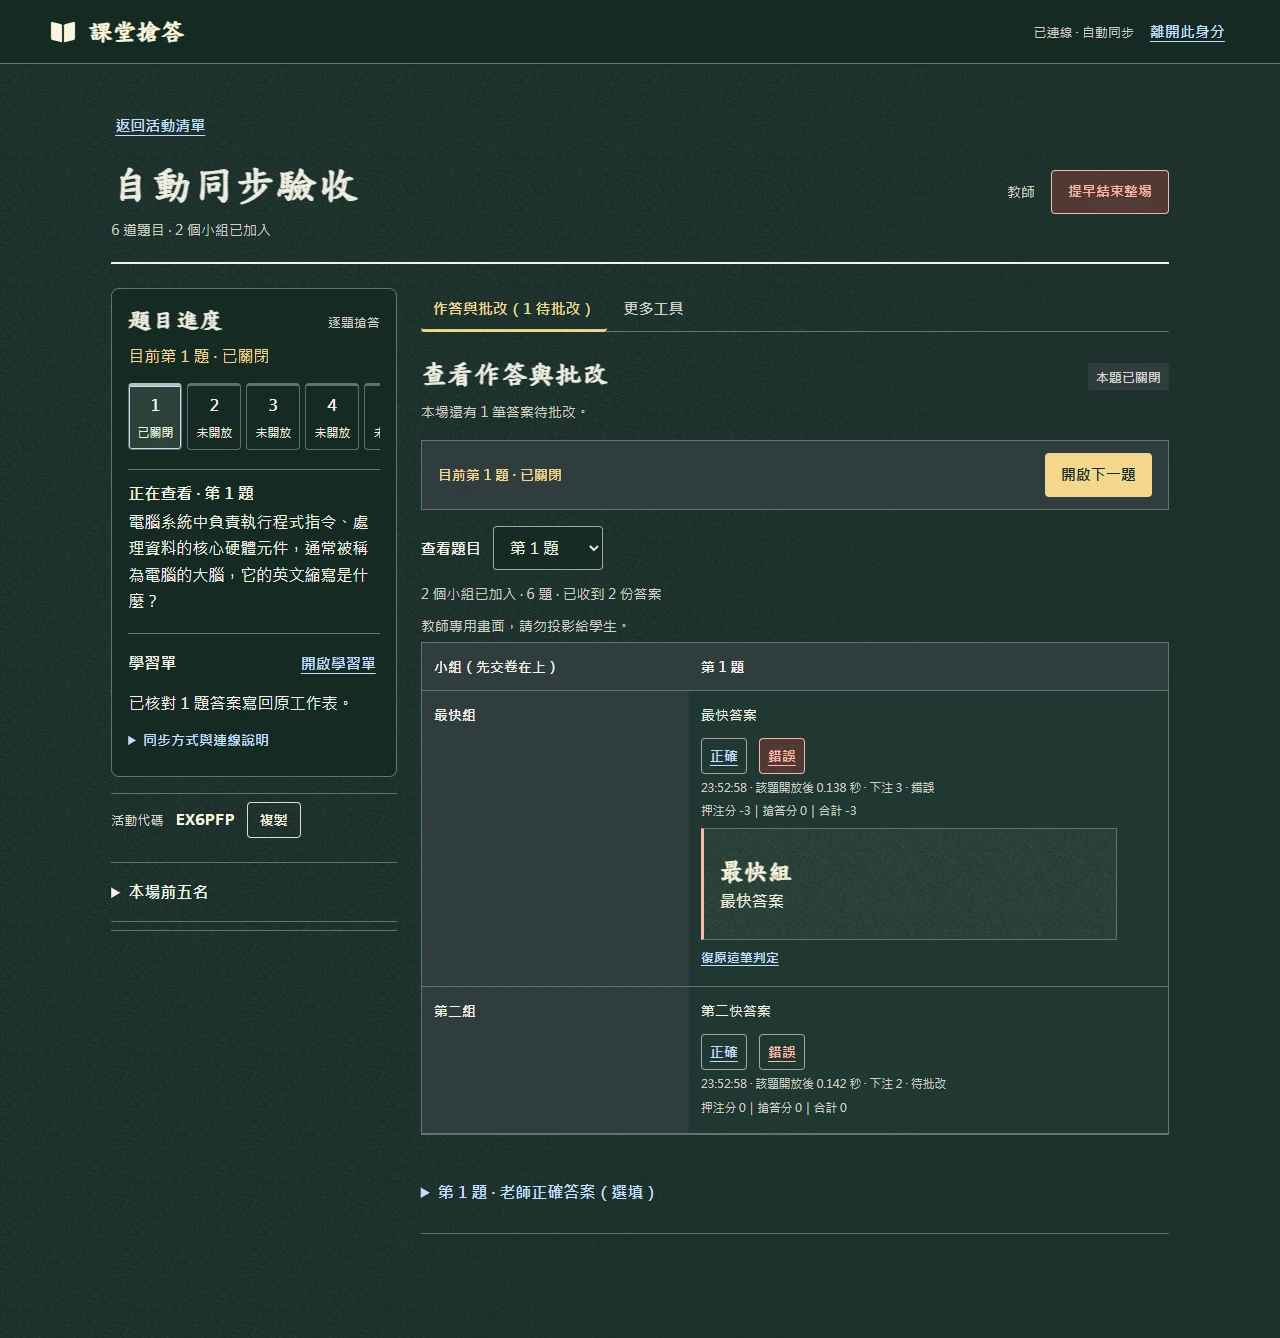 課堂搶答
已連線 · 自動同步
離開此身分
返回活動清單
自動同步驗收
教師
提早結束整場
6 道題目 · 2 個小組已加入
題目進度
逐題搶答
目前第 1 題 · 已關閉
1
已關閉
2
未開放
3
未開放
4
未開放
正在查看 · 第 1 題
電腦系統中負責執行程式指令、處
理資料的核心硬體元件，通常被稱
為電腦的大腦，它的英文縮寫是什
麼？
學習單
開啟學習單
已核對 1 題答案寫回原工作表。
同步方式與連線說明
活動代碼
EX6PFP
複製
本場前五名
作答與批改（1 待批改）
更多工具
查看作答與批改
本題已關閉
本場還有 1 筆答案待批改。
目前第 1 題 · 已關閉
開啟下一題
查看題目
第 1 題
2 個小組已加入 · 6 題 · 已收到 2 份答案
教師專用畫面，請勿投影給學生。
小組（先交卷在上）
第 1 題
最快組
最快答案
正確
錯誤
23:52:58 · 該題開放後 0.138 秒 · 下注 3 · 錯誤
押注分 -3｜搶答分 0｜合計 -3
最快組
最快答案
復原這筆判定
第二組
第二快答案
正確
錯誤
23:52:58 · 該題開放後 0.142 秒 · 下注 2 · 待批改
押注分 0｜搶答分 0｜合計 0
第 1 題 · 老師正確答案（選填）